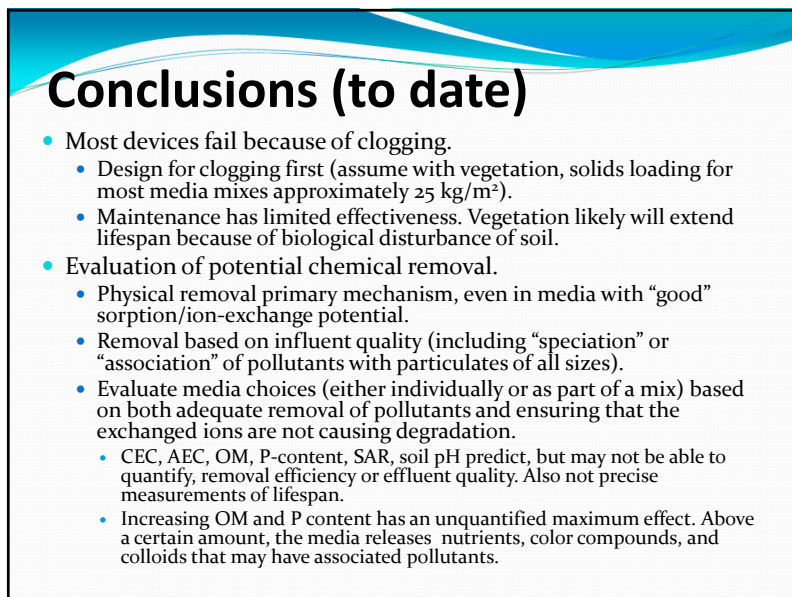 Conclusions (to date)
• Most devices fail because of clogging.
• Design for clogging first (assume with vegetation, solids loading for
most media mixes approximately 25 kg/m²).
• Maintenance has limited effectiveness. Vegetation likely will extend
lifespan because of biological disturbance of soil.
• Evaluation of potential chemical removal.
• Physical removal primary mechanism, even in media with “good”
sorption/ion-exchange potential.
• Removal based on influent quality (including “speciation” or
“association” of pollutants with particulates of all sizes).
• Evaluate media choices (either individually or as part of a mix) based
on both adequate removal of pollutants and ensuring that the
exchanged ions are not causing degradation.
• CEC, AEC, OM, P-content, SAR, soil pH predict, but may not be able to
quantify, removal efficiency or effluent quality. Also not precise
measurements of lifespan.
• Increasing OM and P content has an unquantified maximum effect. Above
a certain amount, the media releases nutrients, color compounds, and
colloids that may have associated pollutants.